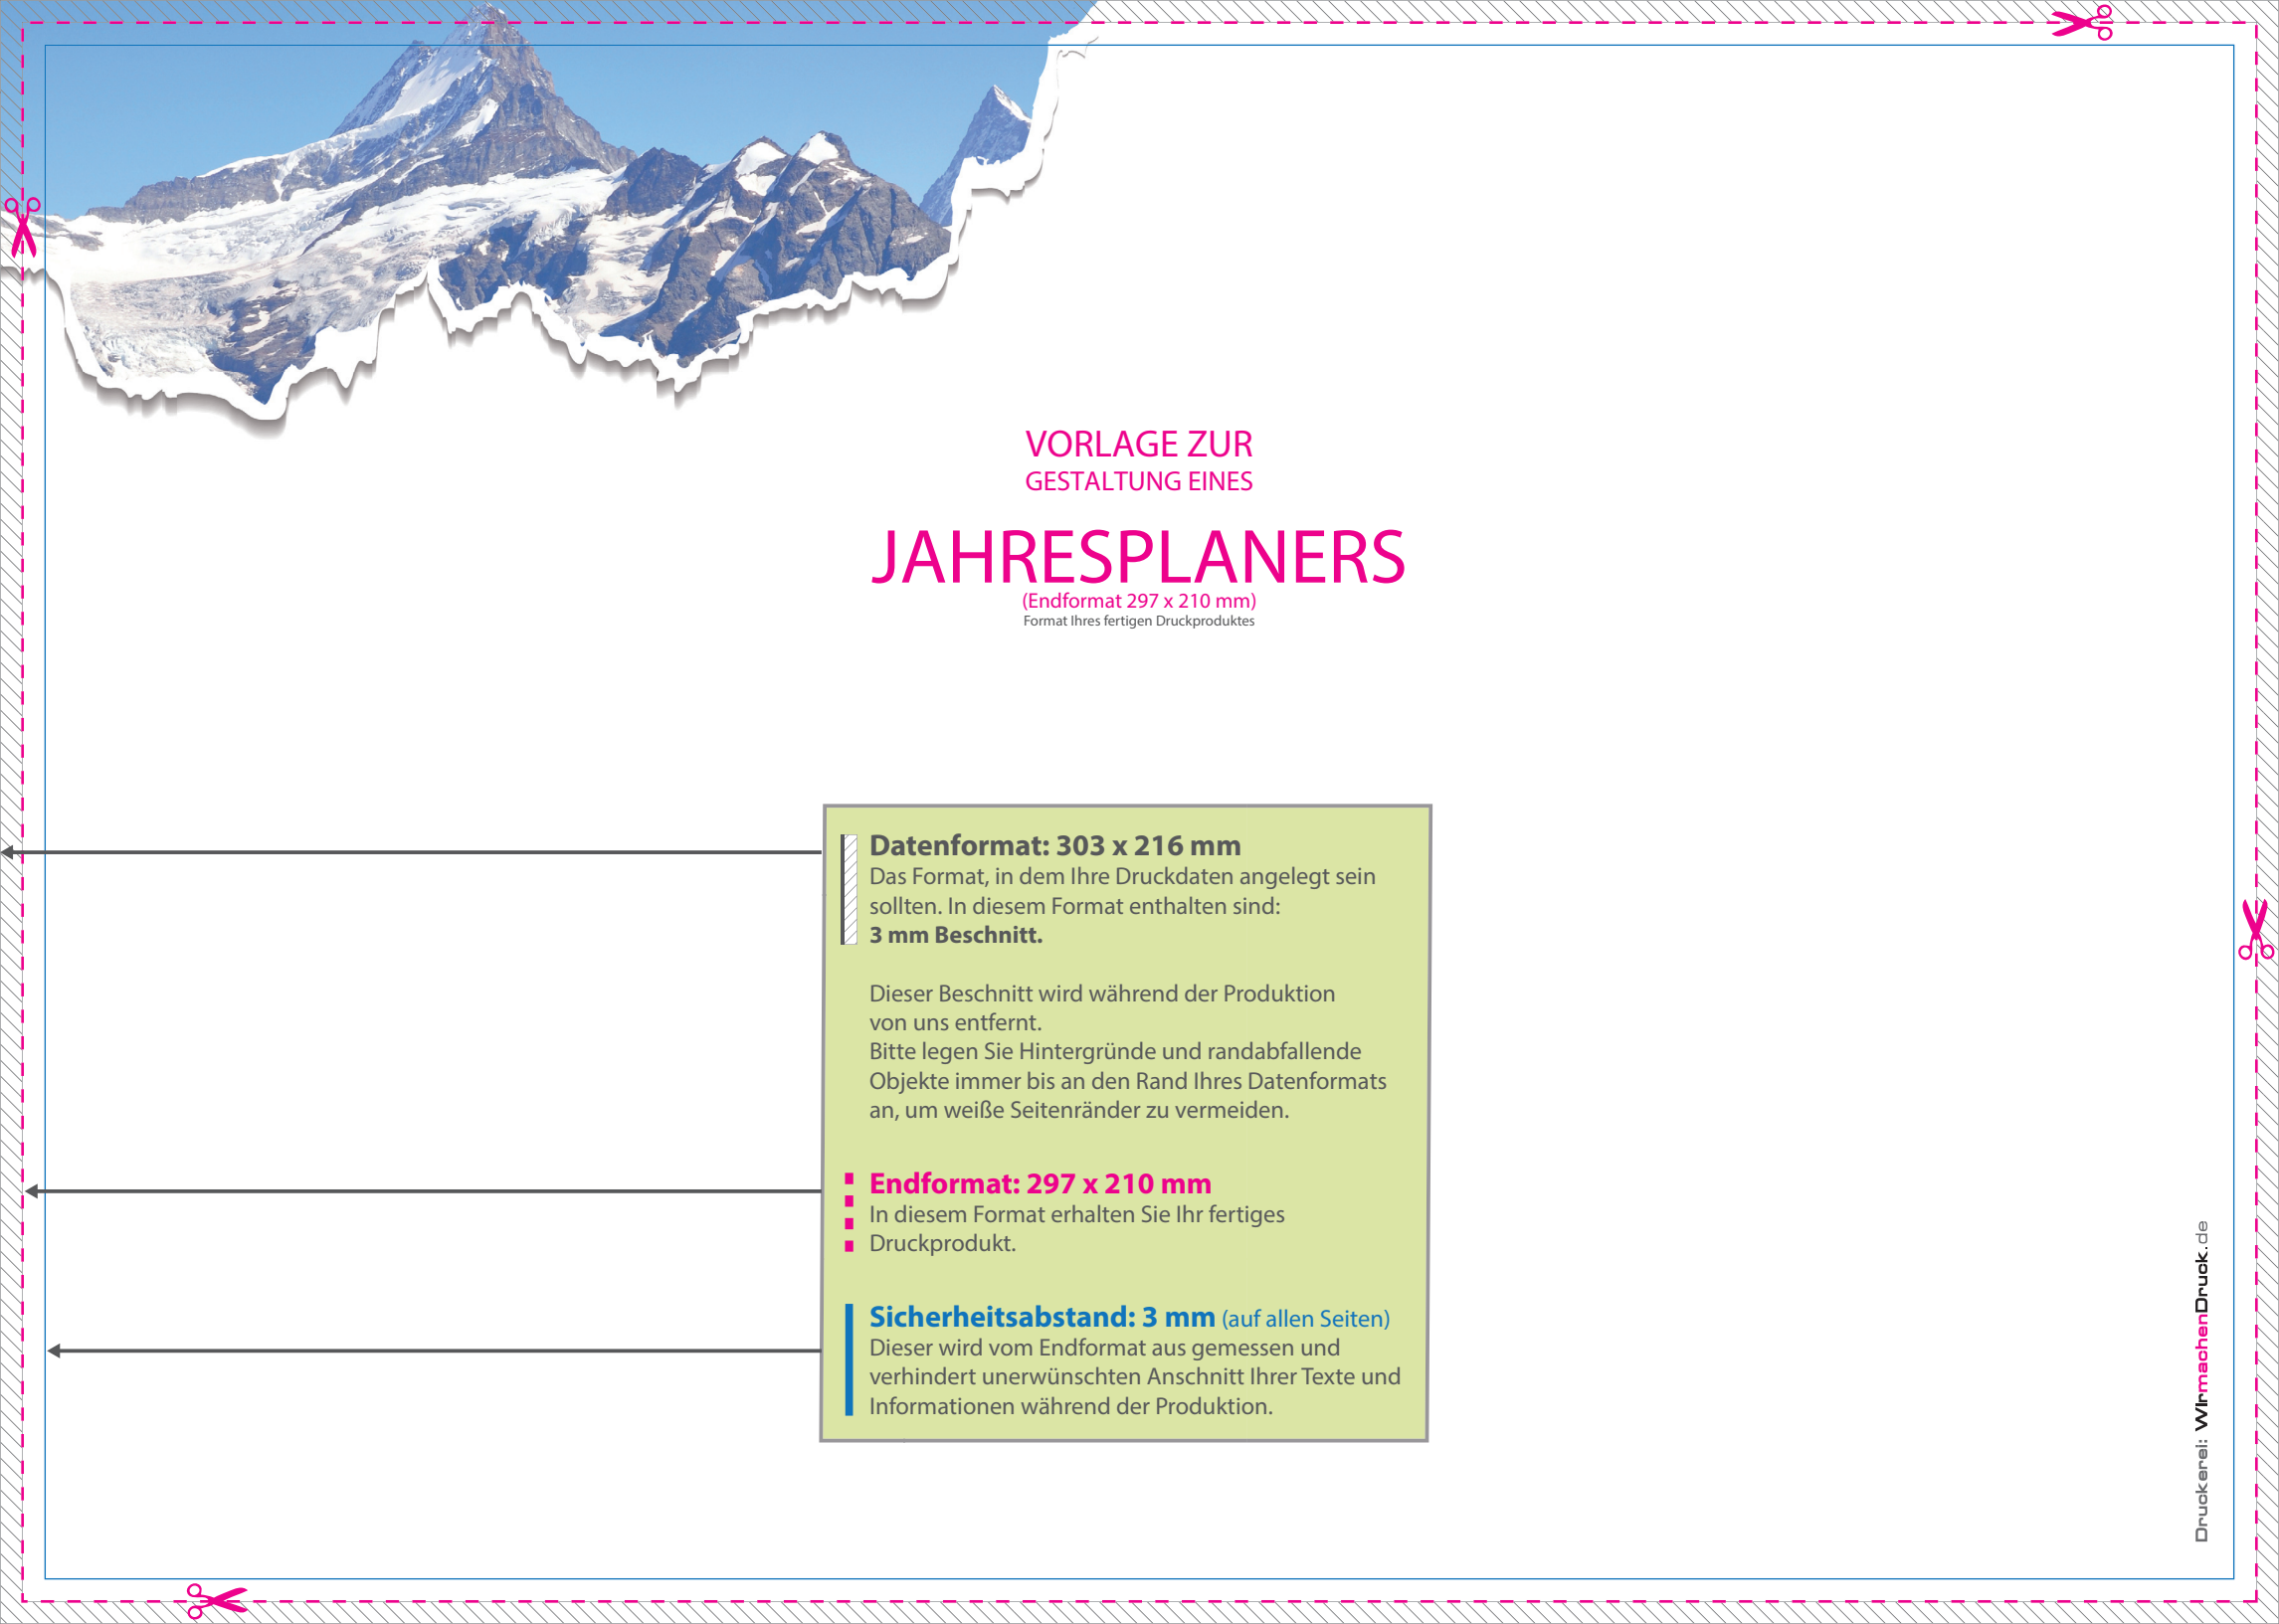 VORLAGE ZUR
GESTALTUNG EINES
JAHRESPLANERS
(Endformat 297 x 210 mm)
Format Ihres fertigen Druckproduktes
Datenformat: 303 x 216 mm
Das Format, in dem Ihre Druckdaten angelegt sein
sollten. In diesem Format enthalten sind:
3 mm Beschnitt.
Dieser Beschnitt wird während der Produktion
von uns entfernt.
Bitte legen Sie Hintergründe und randabfallende
Objekte immer bis an den Rand Ihres Datenformats
an, um weiße Seitenränder zu vermeiden.
Endformat: 297 x 210 mm
In diesem Format erhalten Sie Ihr fertiges
Druckprodukt.
Sicherheitsabstand: 3 mm (auf allen Seiten)
Dieser wird vom Endformat aus gemessen und
verhindert unerwünschten Anschnitt Ihrer Texte und
Informationen während der Produktion.
Druckerei: WIrmachenDruck.de